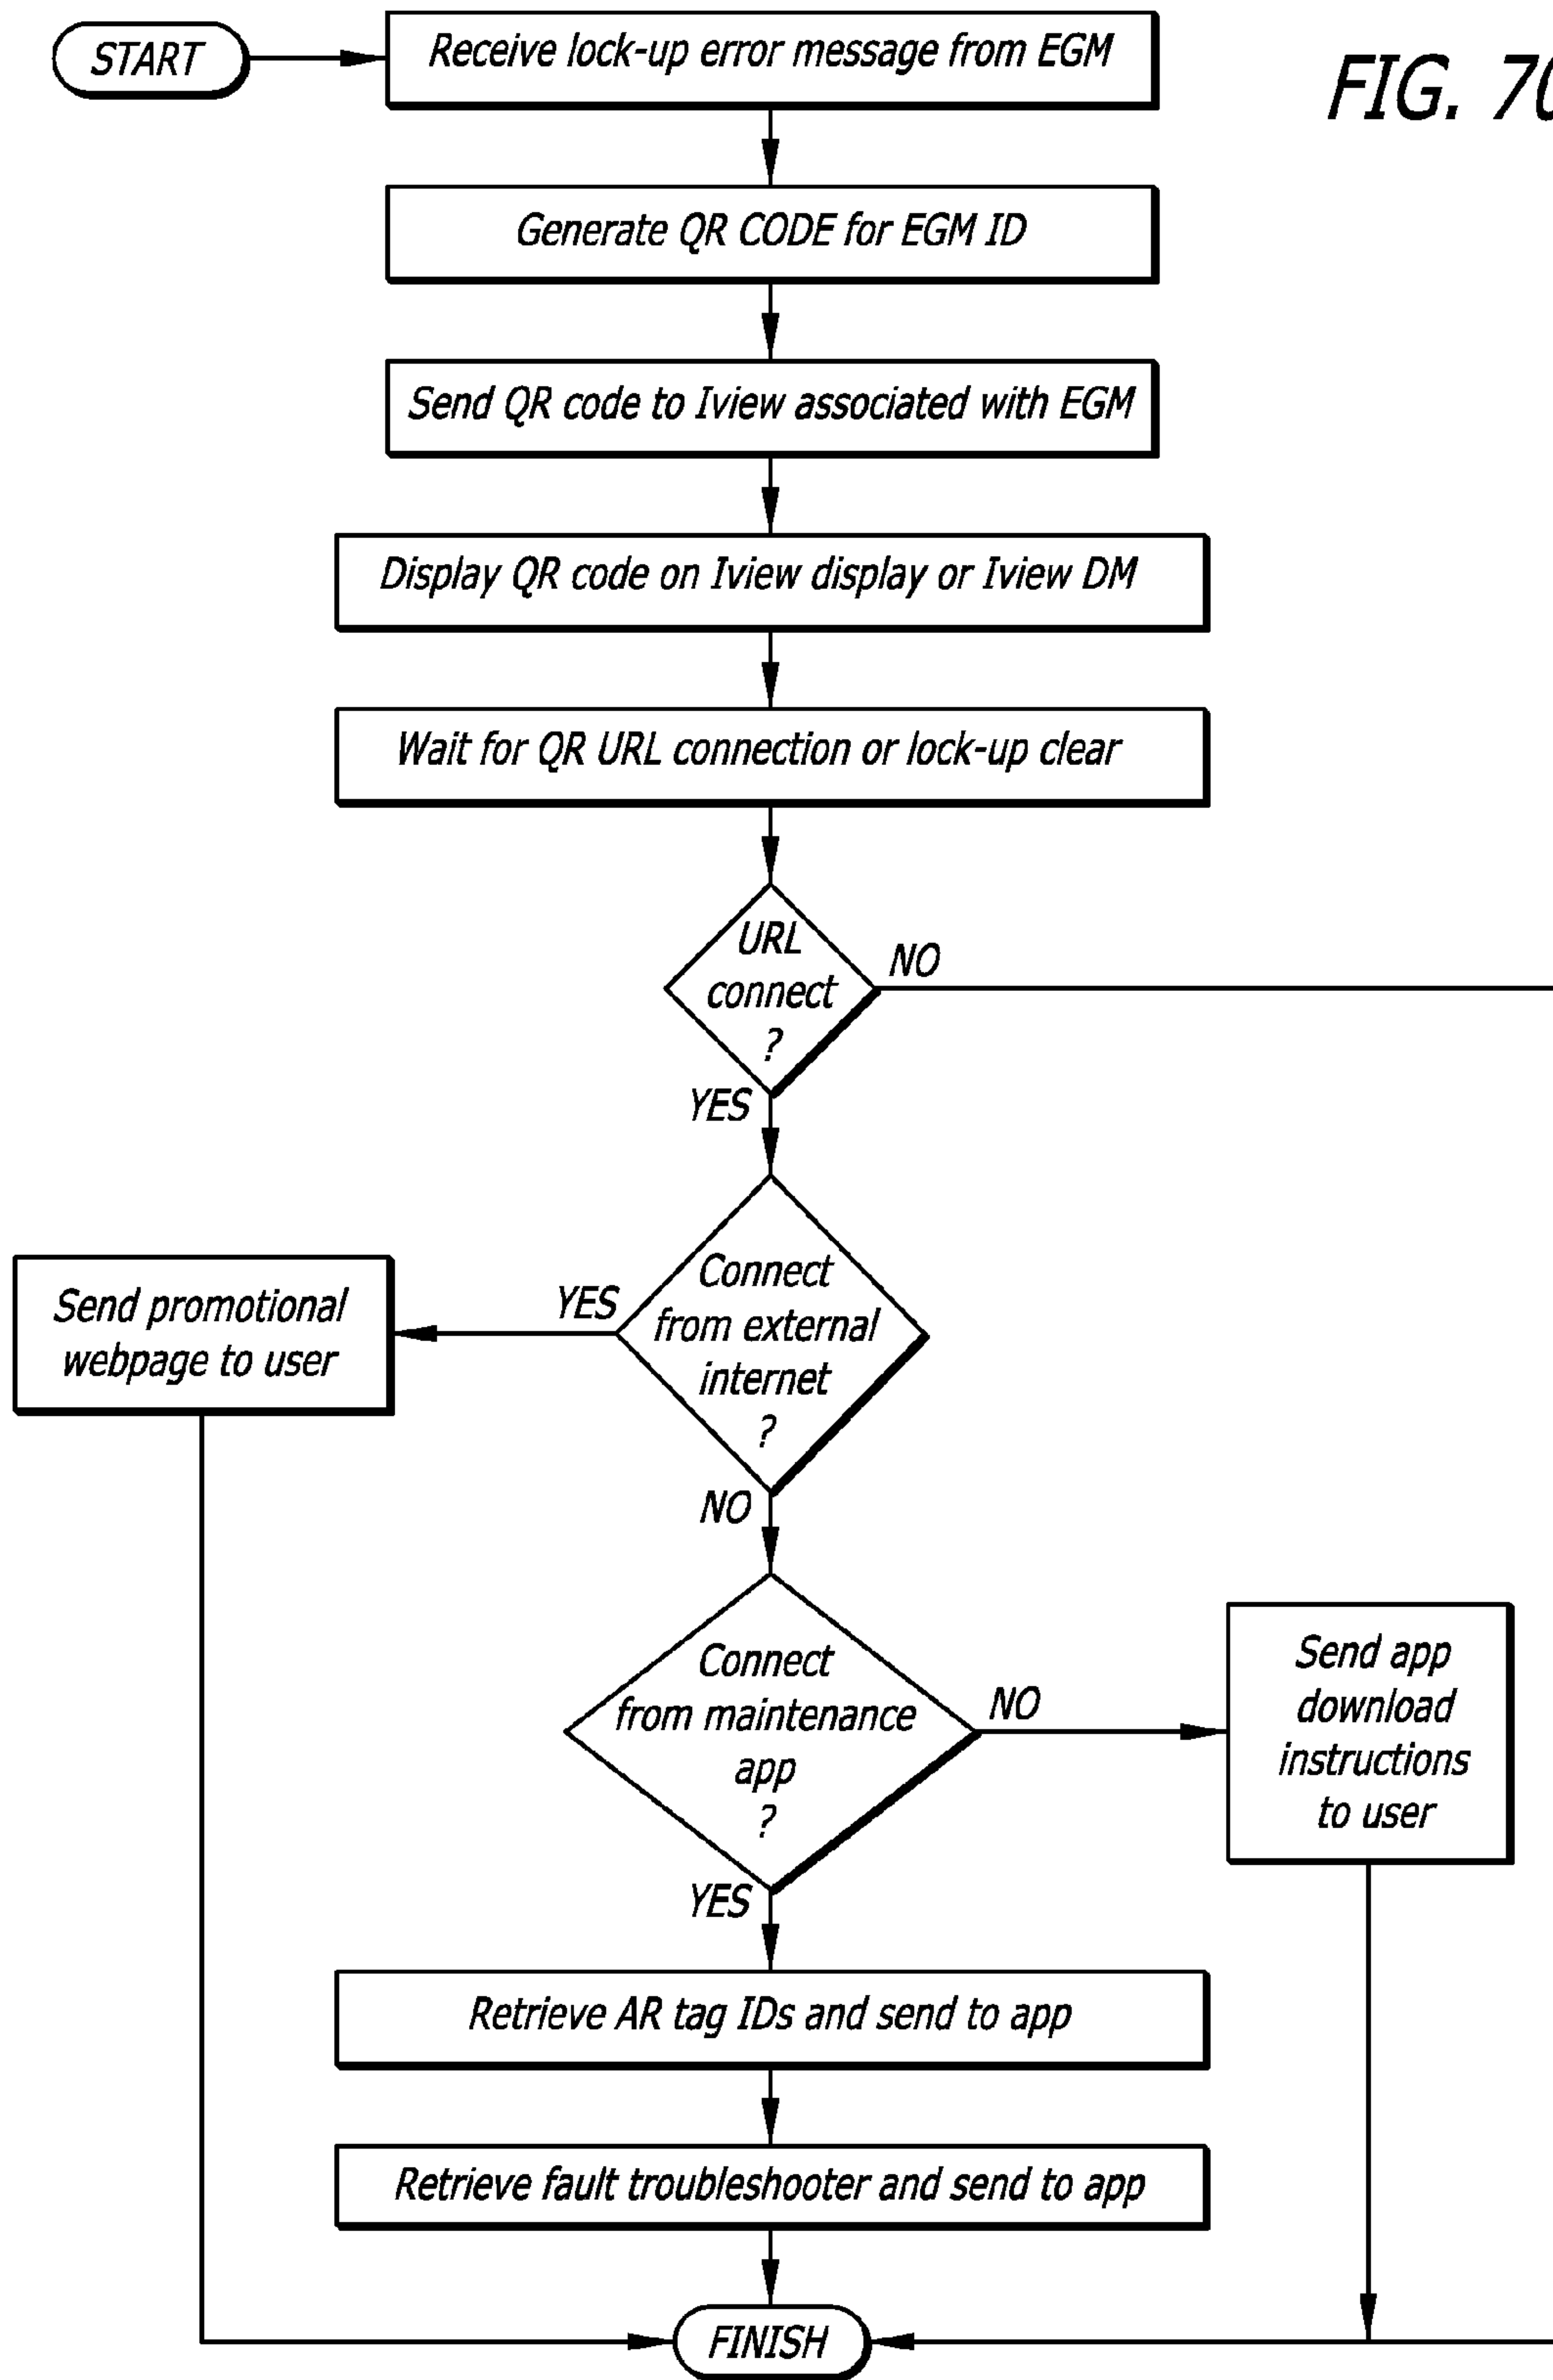 START
Receive lock-up error message from EGM
FIG. 70
Generate QR CODE for EGM ID
Send QR code to Iview associated with EGM
Display QR code on Iview display or Iview DM
Wait for QR URL connection or lock-up clear
URL
connect
?
NO
YES
Connect
from external
internet
?
YES
Send promotional
webpage to user
NO
Connect
from maintenance
app
?
NO
Send app
download
instructions
to user
YES
Retrieve AR tag IDs and send to app
Retrieve fault troubleshooter and send to app
FINISH